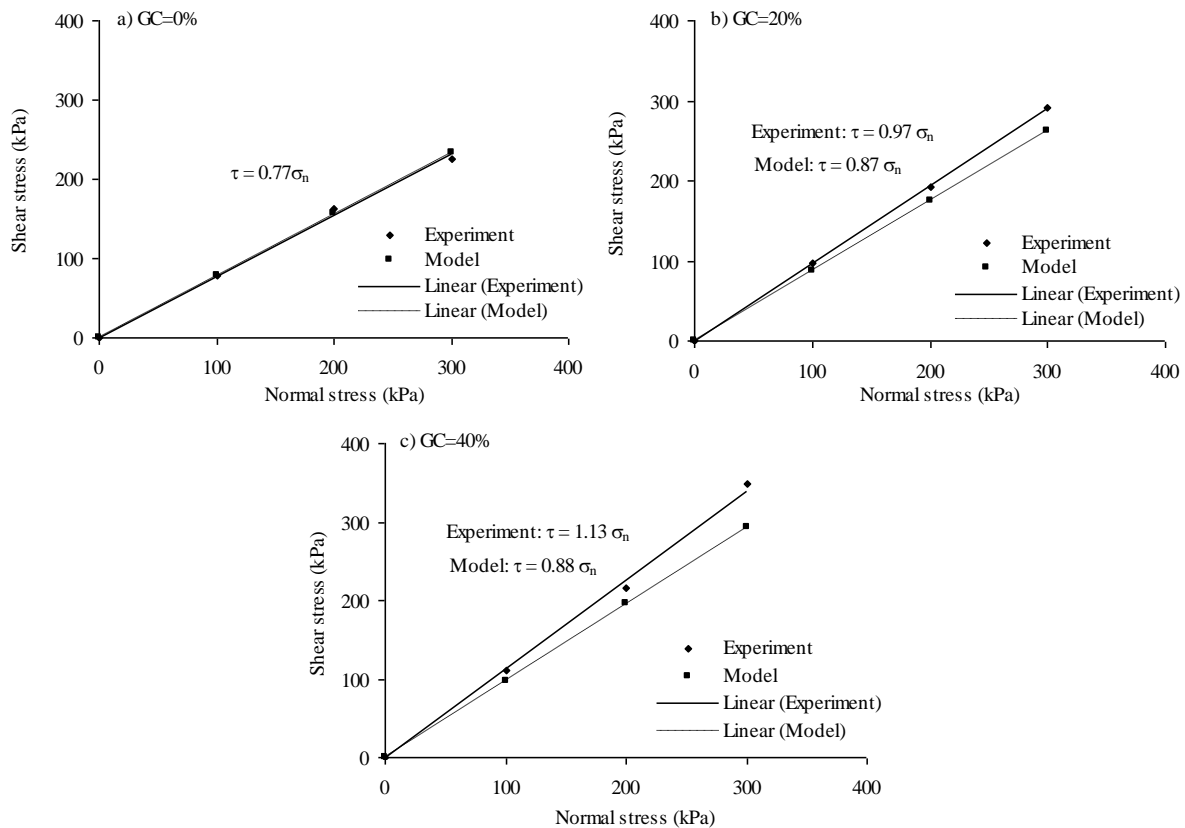 a) GC=0%
400
300
200
100
0
Shear stress (kPa)
τ = 0.77σn
Experiment
Model
Linear (Experiment)
Linear (Model)
0 100 200 300 400
Normal stress (kPa)
b) GC=20%
400
300
200
100
0
Shear stress (kPa)
Experiment: τ = 0.97 σn
Model: τ = 0.87 σn
Experiment
Model
Linear (Experiment)
Linear (Model)
0 100 200 300 400
Normal stress (kPa)
c) GC=40%
400
300
200
100
0
Shear stress (kPa)
Experiment: τ = 1.13 σn
Model: τ = 0.88 σn
Experiment
Model
Linear (Experiment)
Linear (Model)
0 100 200 300 400
Normal stress (kPa)